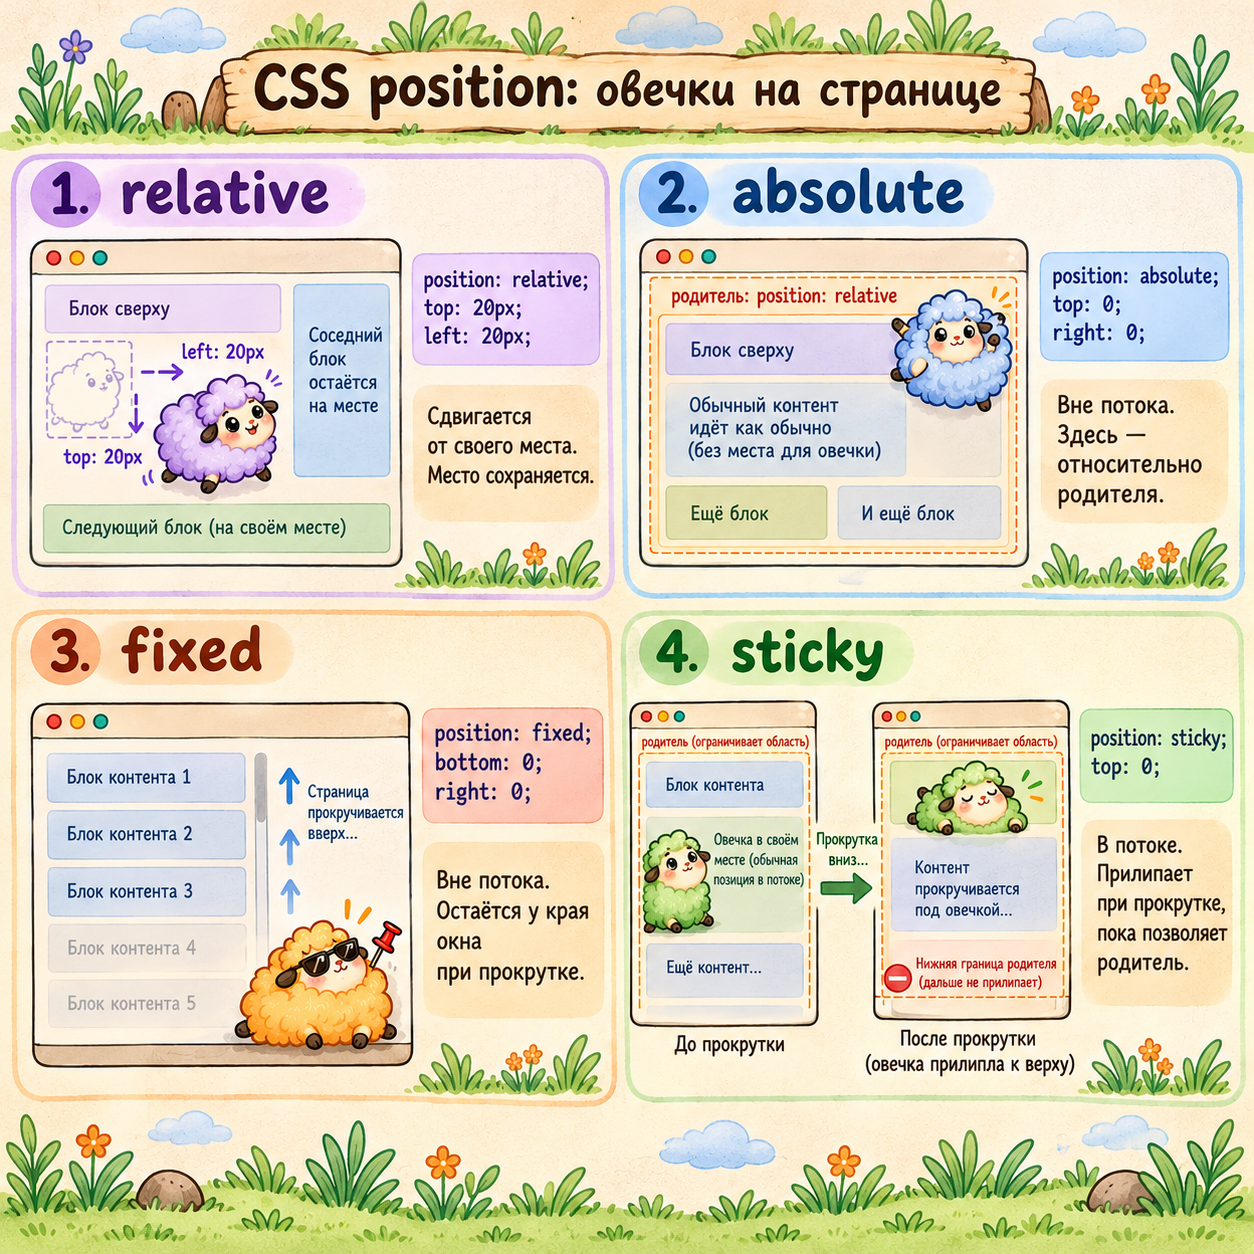 CSS position: овечки на странице
1. relative
Блок сверху
left: 20px
top: 20px
Соседний
блок
остаётся
на месте
Следующий блок (на своём месте)
position: relative;
top: 20px;
left: 20px;
Сдвигается
от своего места.
Место сохраняется.
2. absolute
родитель: position: relative
Блок сверху
Обычный контент
идёт как обычно
(без места для овечки)
Ещё блок
И ещё блок
position: absolute;
top: 0;
right: 0;
Вне потока.
Здесь —
относительно
родителя.
3. fixed
Блок контента 1
Блок контента 2
Блок контента 3
Блок контента 4
Блок контента 5
Страница
прокручивается
вверх...
position: fixed;
bottom: 0;
right: 0;
Вне потока.
Остаётся у края
окна
при прокрутке.
4. sticky
родитель (ограничивает область)
Блок контента
Овечка в своём
месте (обычная
позиция в потоке)
Ещё контент...
До прокрутки
Прокрутка
вниз...
родитель (ограничивает область)
Контент
прокручивается
под овечкой...
Нижняя граница родителя
(дальше не прилипает)
После прокрутки
(овечка прилипла к верху)
position: sticky;
top: 0;
В потоке.
Прилипает
при прокрутке,
пока позволяет
родитель.